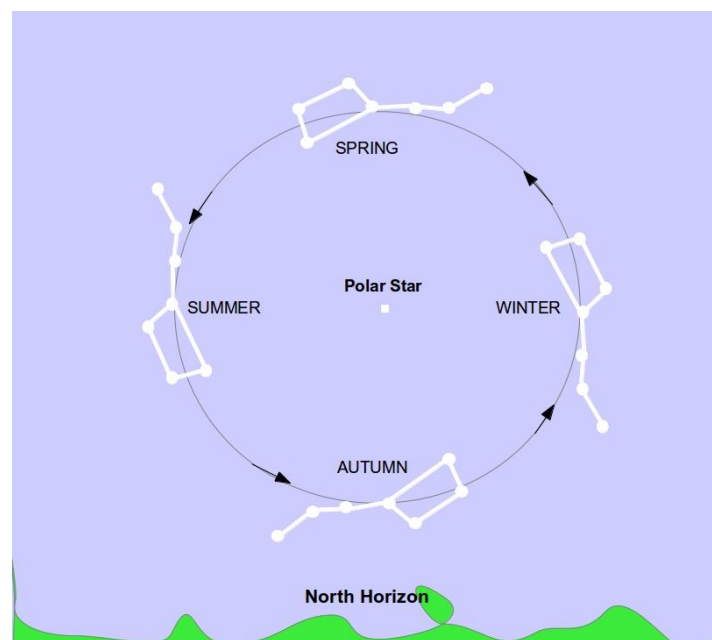 SPRING
Polar Star
SUMMER
WINTER
AUTUMN
North Horizon